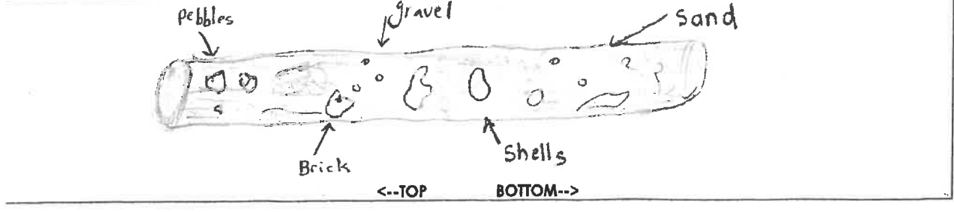 pebbles
gravel
Sand
Brick
Shells
<--TOP BOTTOM-->